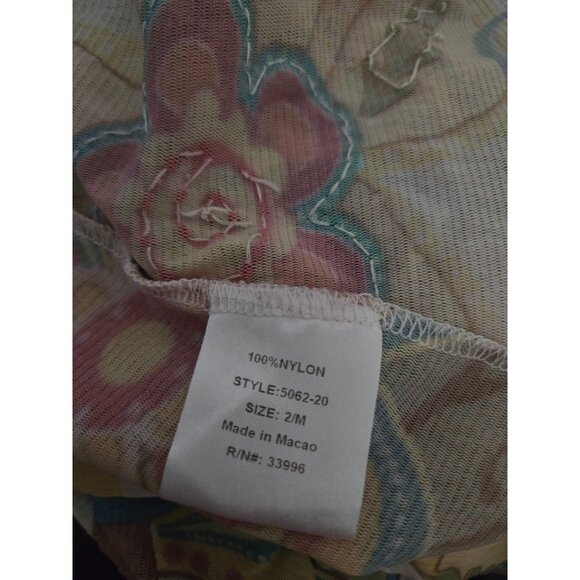 100%NYLON
STYLE:5062-20
SIZE: 2/M
Made in Macao
R/N#: 33996